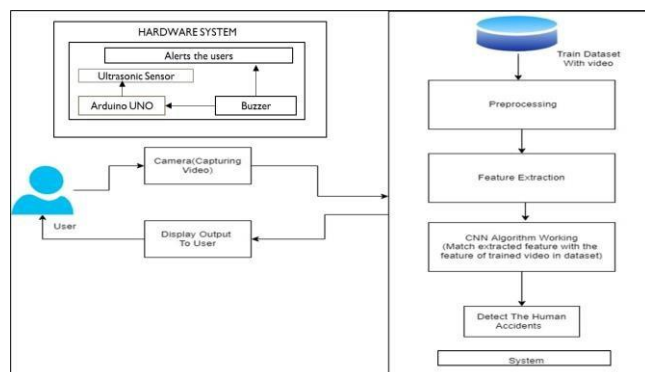 HARDWARE SYSTEM
Alerts the users
Ultrasonic Sensor
Arduino UNO
Buzzer
Camera(Capturing
Video)
User
Display Output
To User
Train Dataset
With video
Preprocessing
Feature Extraction
CNN Algorithm Working
(Match extracted feature with the
feature of trained video in dataset)
Detect The Human
Accidents
System